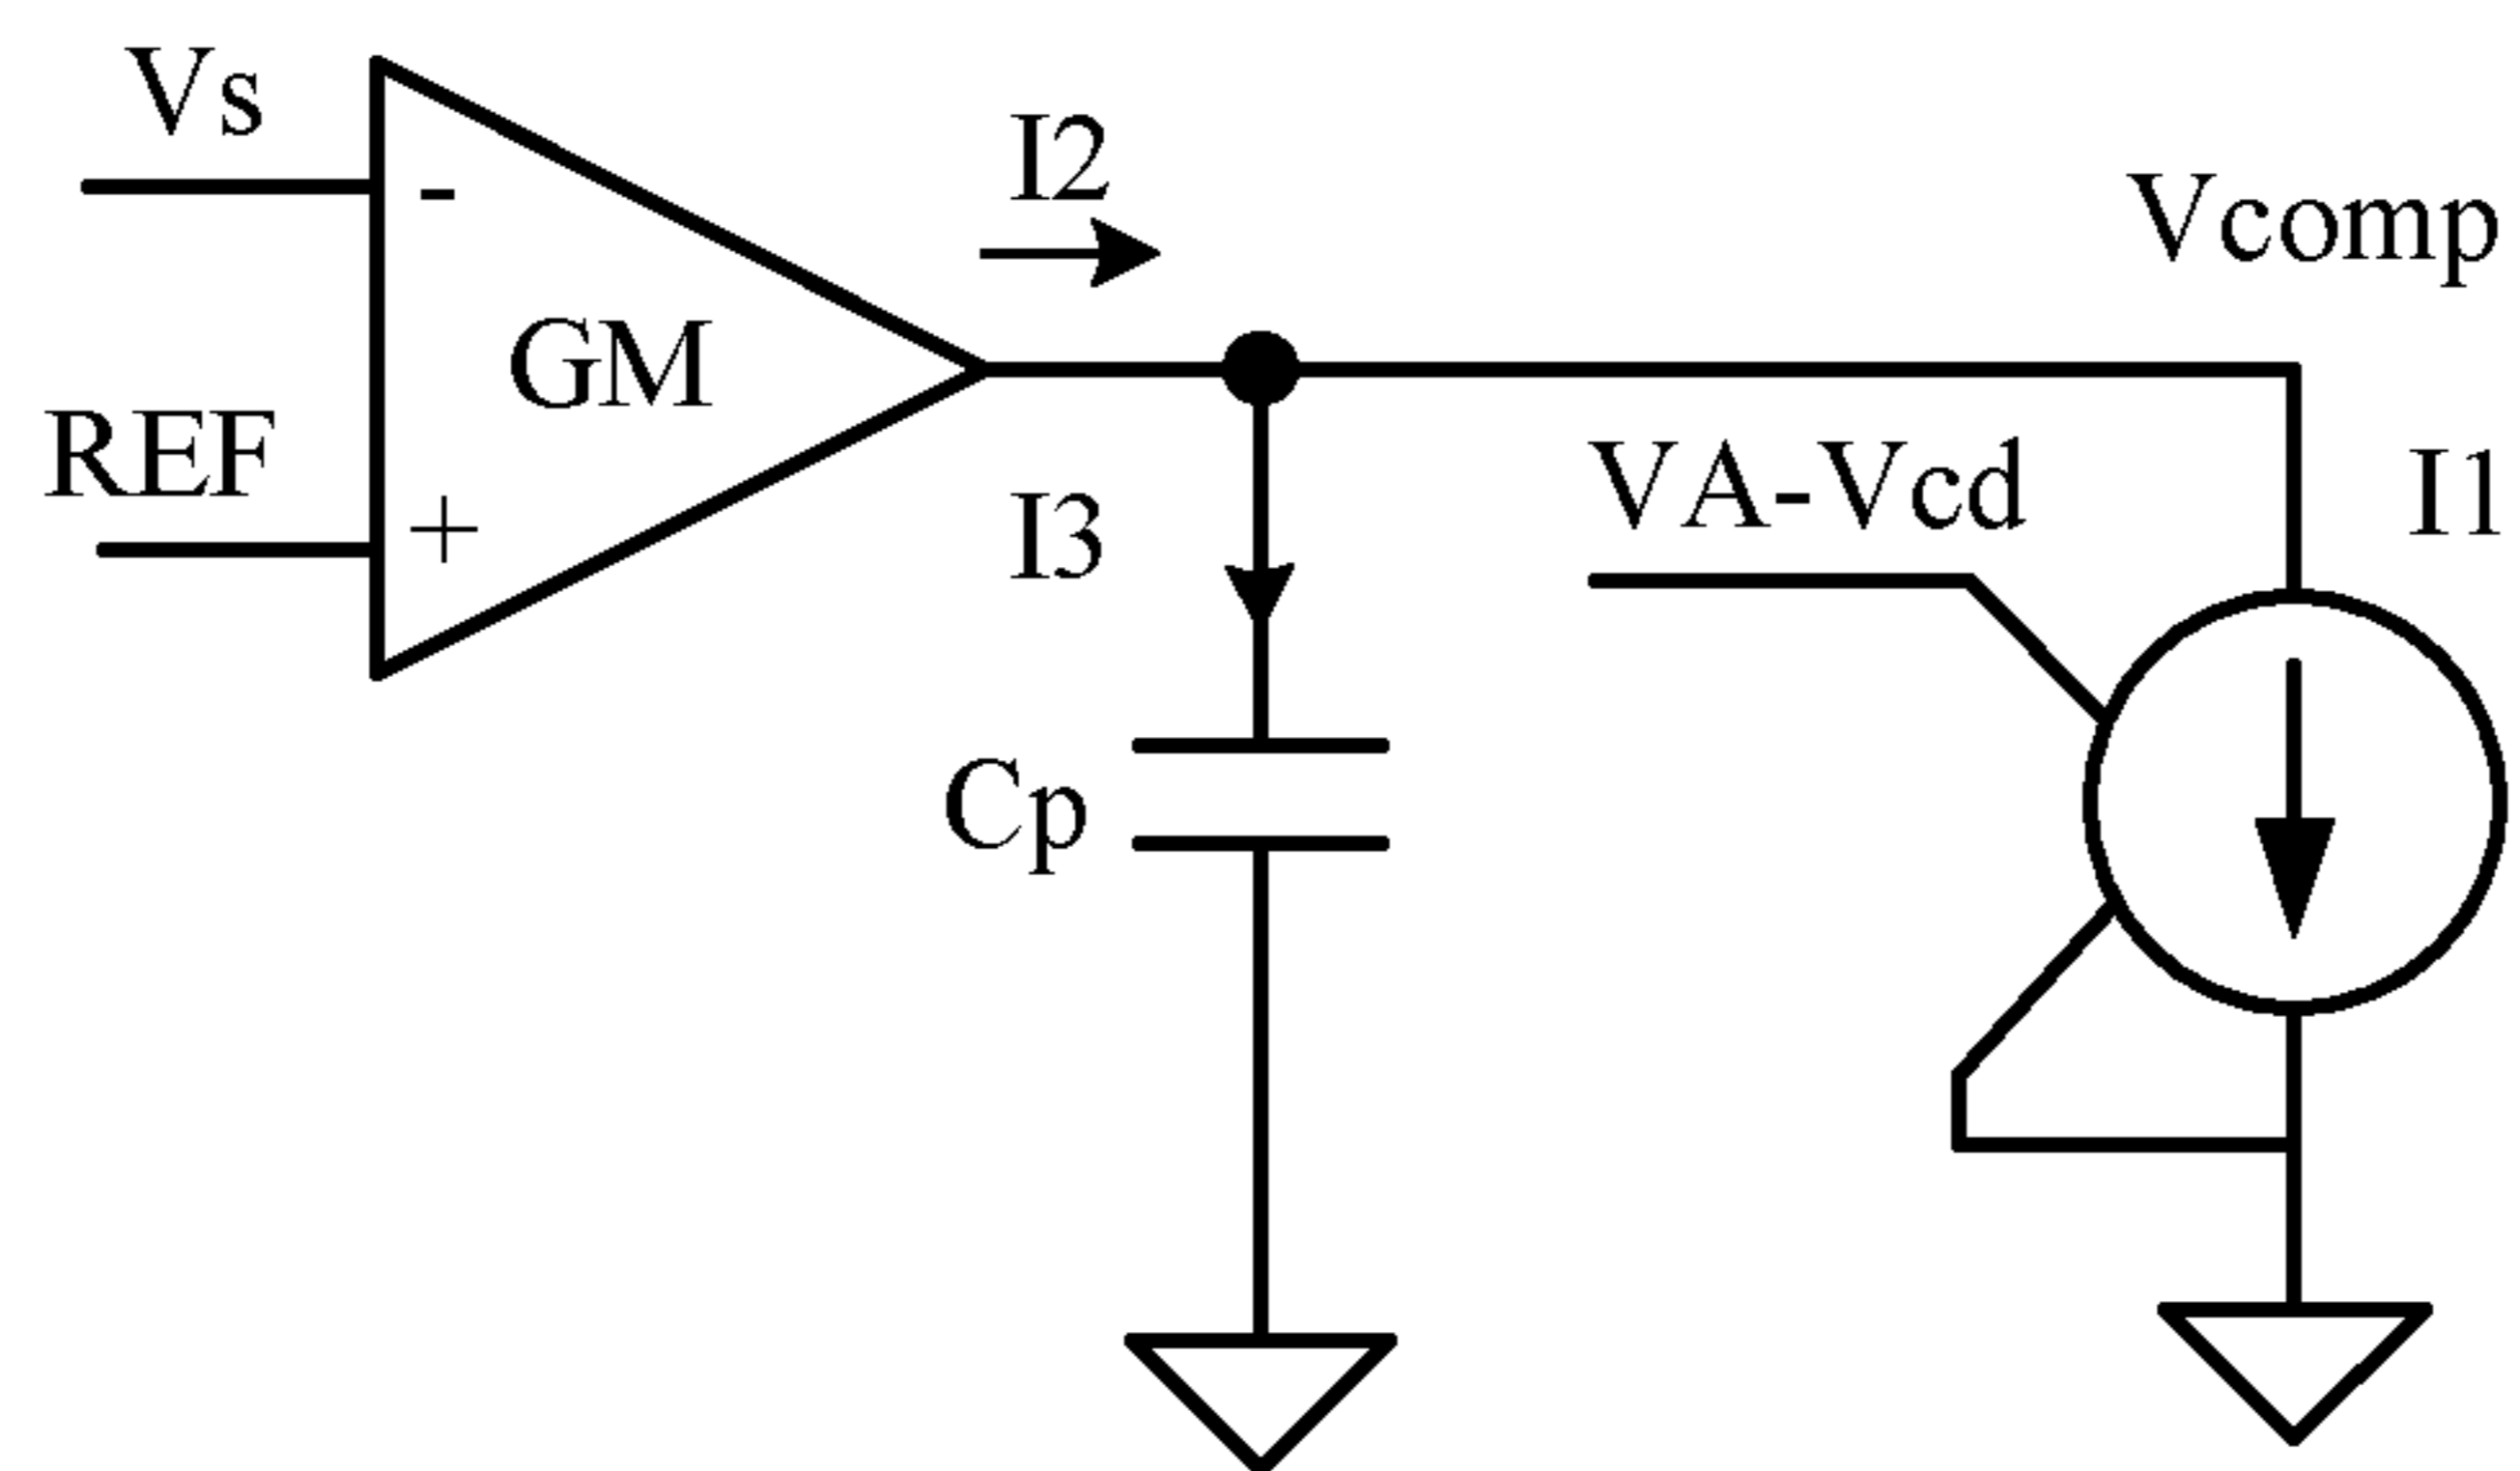 Vs
I2
Vcomp
-
GM
REF
VA-Vcd
I1
+
I3
Cp